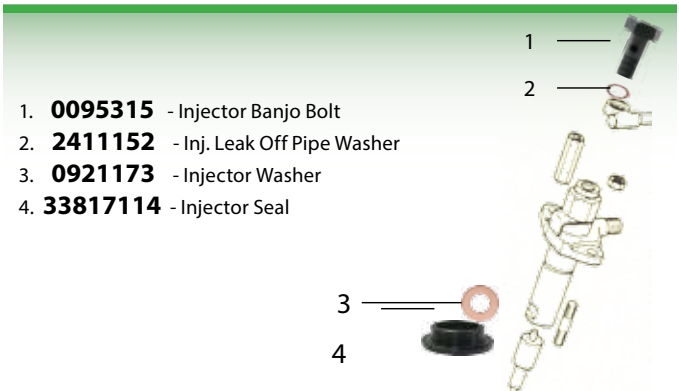 1
2
1. 0095315 - Injector Banjo Bolt
2. 2411152 - Inj. Leak Off Pipe Washer
3. 0921173 - Injector Washer
4. 33817114 - Injector Seal
3
4